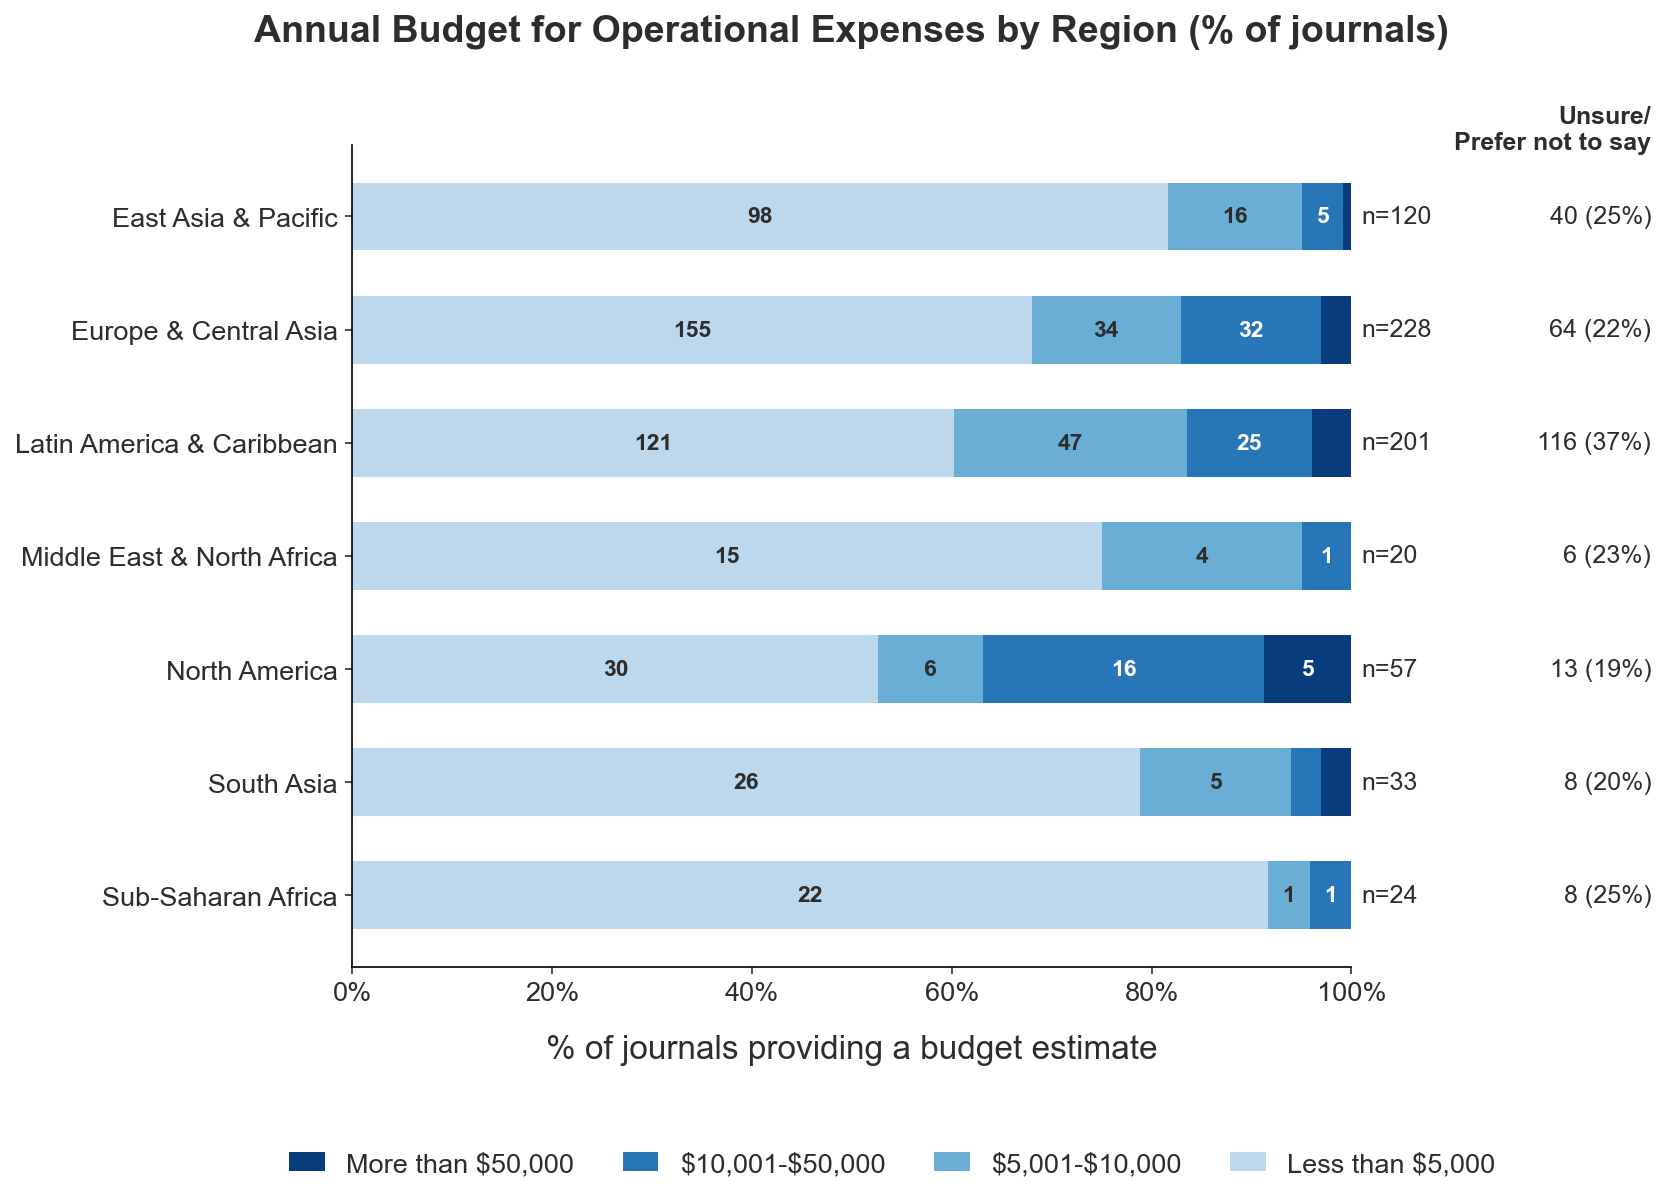 Annual Budget for Operational Expenses by Region (% of journals)
Unsure/
Prefer not to say
East Asia & Pacific 98 16 5 n=120 40 (25%)
Europe & Central Asia 155 34 32 n=228 64 (22%)
Latin America & Caribbean 121 47 25 n=201 116 (37%)
Middle East & North Africa 15 4 1 n=20 6 (23%)
North America 30 6 16 5 n=57 13 (19%)
South Asia 26 5 n=33 8 (20%)
Sub-Saharan Africa 22 1 1 n=24 8 (25%)
0% 20% 40% 60% 80% 100%
% of journals providing a budget estimate
More than $50,000 $10,001-$50,000 $5,001-$10,000 Less than $5,000